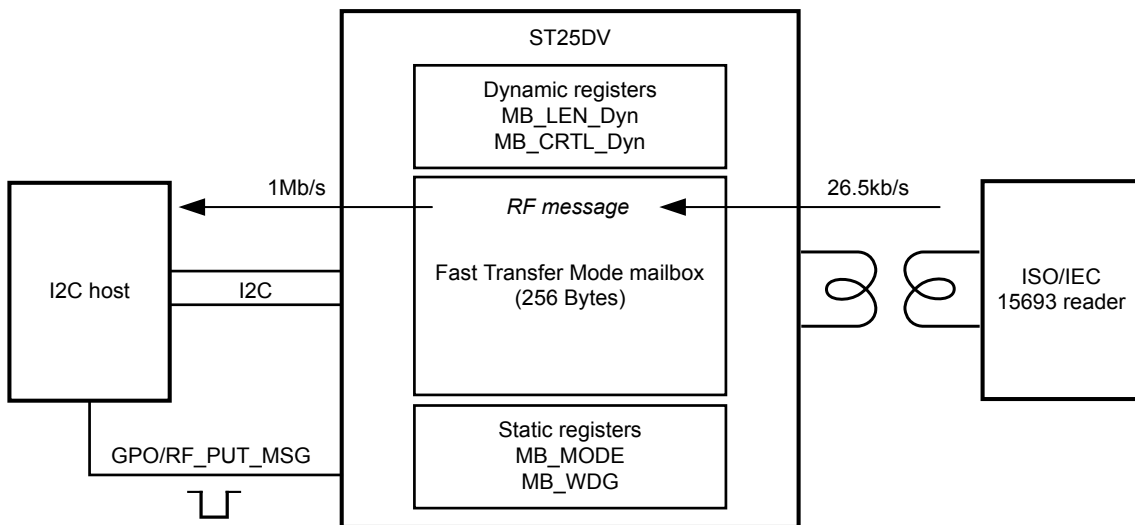 ST25DV
Dynamic registers
MB_LEN_Dyn
MB_CRTL_Dyn
1Mb/s
RF message
26.5kb/s
I2C host
I2C
Fast Transfer Mode mailbox
(256 Bytes)
ISO/IEC
15693 reader
GPO/RF_PUT_MSG
Static registers
MB_MODE
MB_WDG